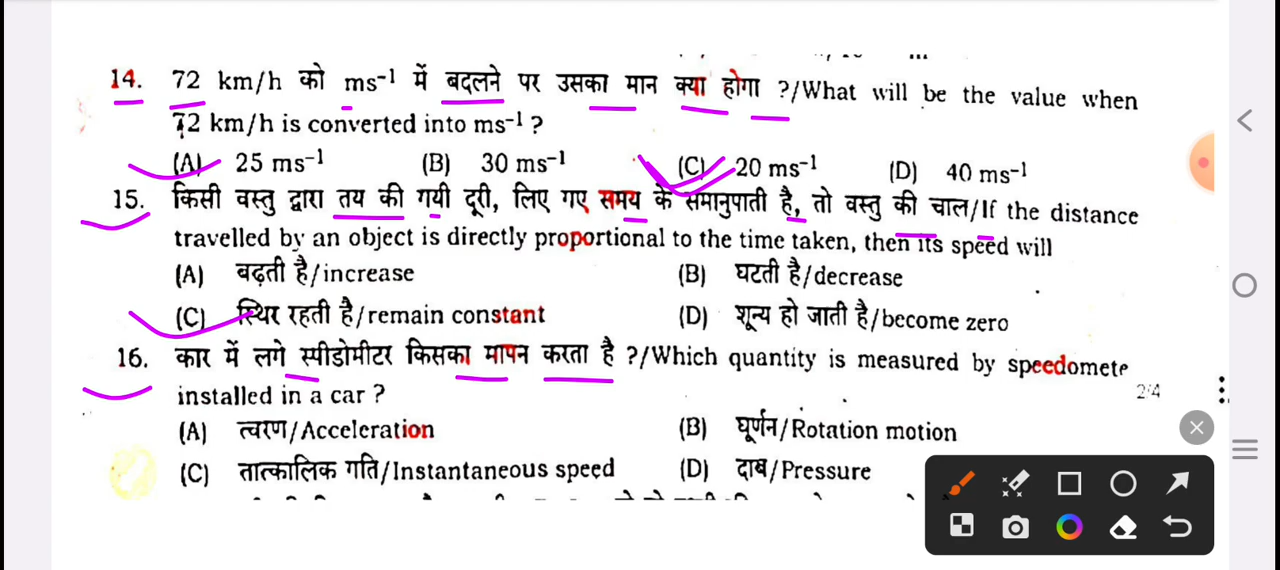 14. 72 km/h को ms⁻¹ में बदलने पर उसका मान क्या होगा ?/What will be the value when
72 km/h is converted into ms⁻¹ ?
(A) 25 ms⁻¹ (B) 30 ms⁻¹ (C) 20 ms⁻¹ (D) 40 ms⁻¹
15. किसी वस्तु द्वारा तय की गयी दूरी, लिए गए समय के समानुपाती है, तो वस्तु की चाल/If the distance
travelled by an object is directly proportional to the time taken, then its speed will
(A) बढ़ती है/increase (B) घटती है/decrease
(C) स्थिर रहती है/remain constant (D) शून्य हो जाती है/become zero
16. कार में लगे स्पीडोमीटर किसका मापन करता है ?/Which quantity is measured by speedomete
installed in a car ? 24
(A) त्वरण/Acceleration (B) घूर्णन/Rotation motion
(C) तात्कालिक गति/Instantaneous speed (D) दाब/Pressure